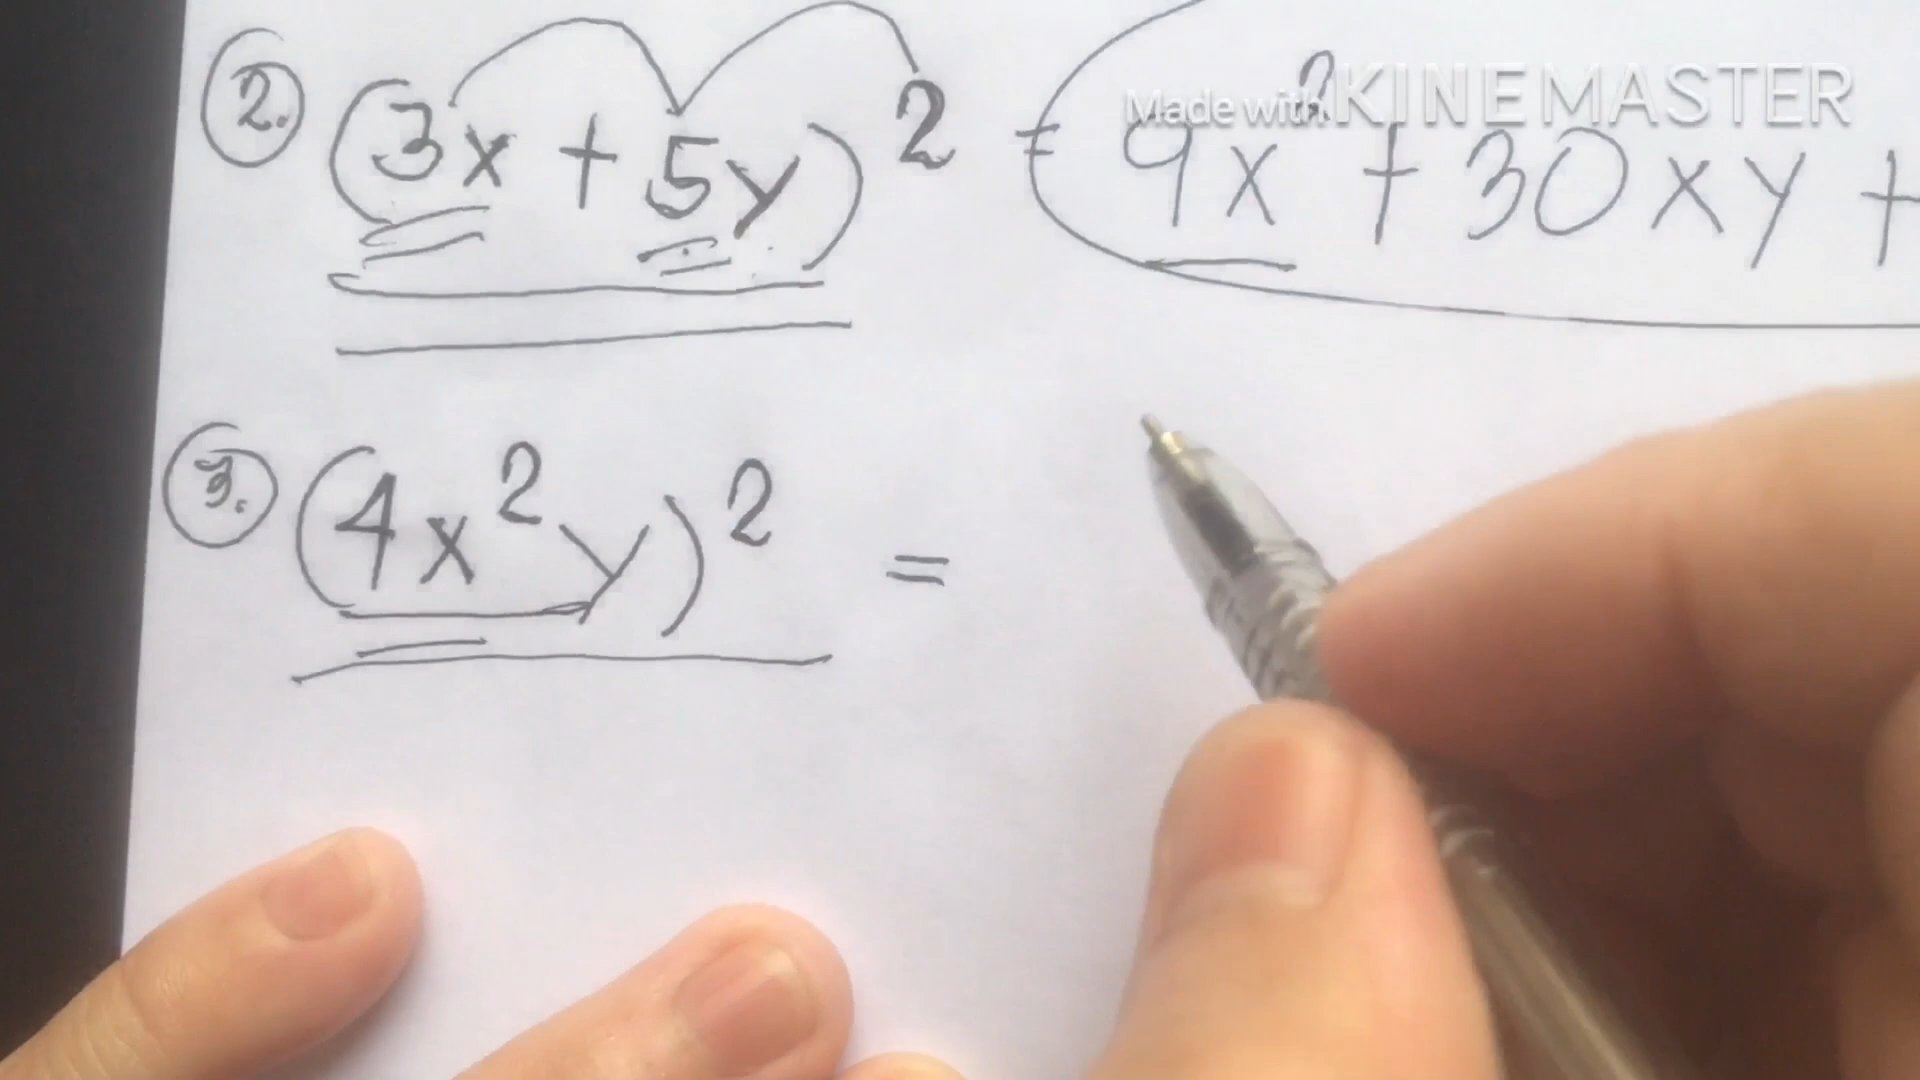 2. (3x + 5y)² = 9x² + 30xy +
Made with KINEMASTER
3. (4x²y)² =